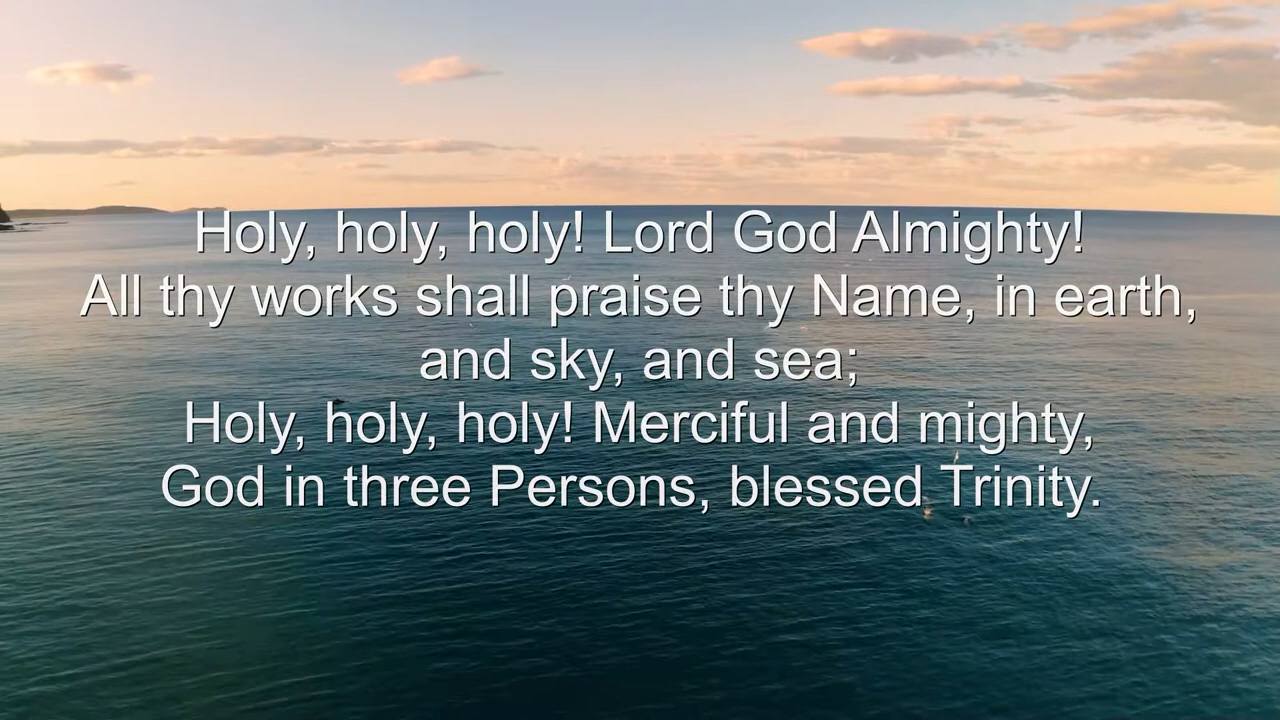 Holy, holy, holy! Lord God Almighty!
All thy works shall praise thy Name, in earth,
and sky, and sea;
Holy, holy, holy! Merciful and mighty,
God in three Persons, blessed Trinity.